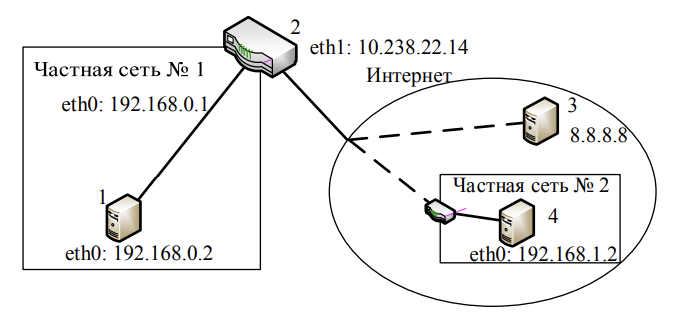 2
eth1: 10.238.22.14
Интернет
Частная сеть № 1
eth0: 192.168.0.1
3
8.8.8.8
1
eth0: 192.168.0.2
Частная сеть № 2
4
eth0: 192.168.1.2